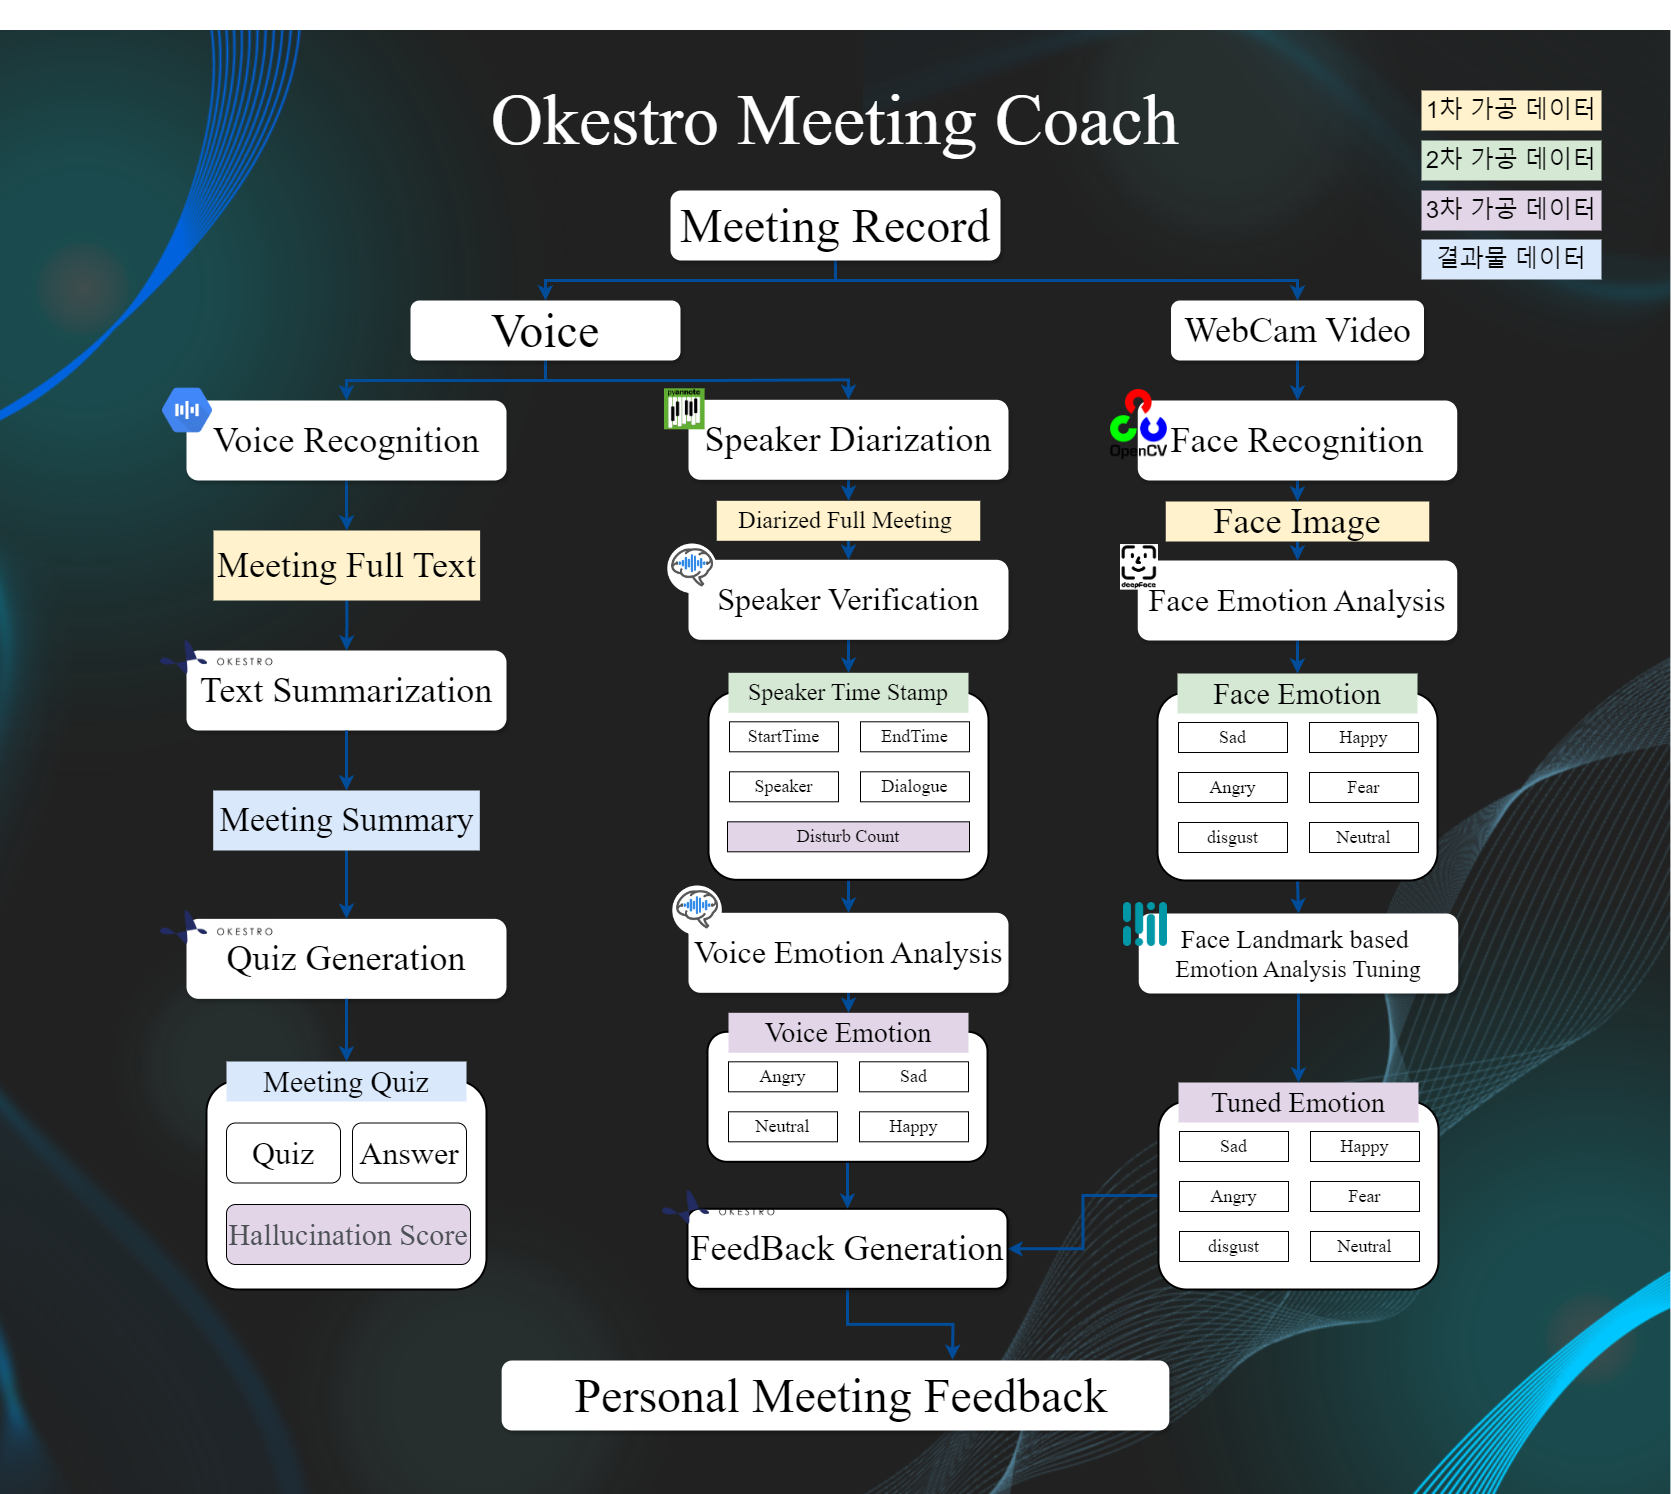 Okestro Meeting Coach
1차 가공 데이터
2차 가공 데이터
3차 가공 데이터
결과물 데이터
Meeting Record
Voice
WebCam Video
Voice Recognition
pyannote
Speaker Diarization
OpenCV
Face Recognition
Meeting Full Text
Diarized Full Meeting
Face Image
Speaker Verification
deepFace
Face Emotion Analysis
OKESTRO
Text Summarization
Speaker Time Stamp
StartTime
EndTime
Speaker
Dialogue
Disturb Count
Face Emotion
Sad
Happy
Angry
Fear
disgust
Neutral
Meeting Summary
OKESTRO
Quiz Generation
Voice Emotion Analysis
Face Landmark based
Emotion Analysis Tuning
Meeting Quiz
Quiz
Answer
Hallucination Score
Voice Emotion
Angry
Sad
Neutral
Happy
Tuned Emotion
Sad
Happy
Angry
Fear
disgust
Neutral
OKESTRO
FeedBack Generation
Personal Meeting Feedback